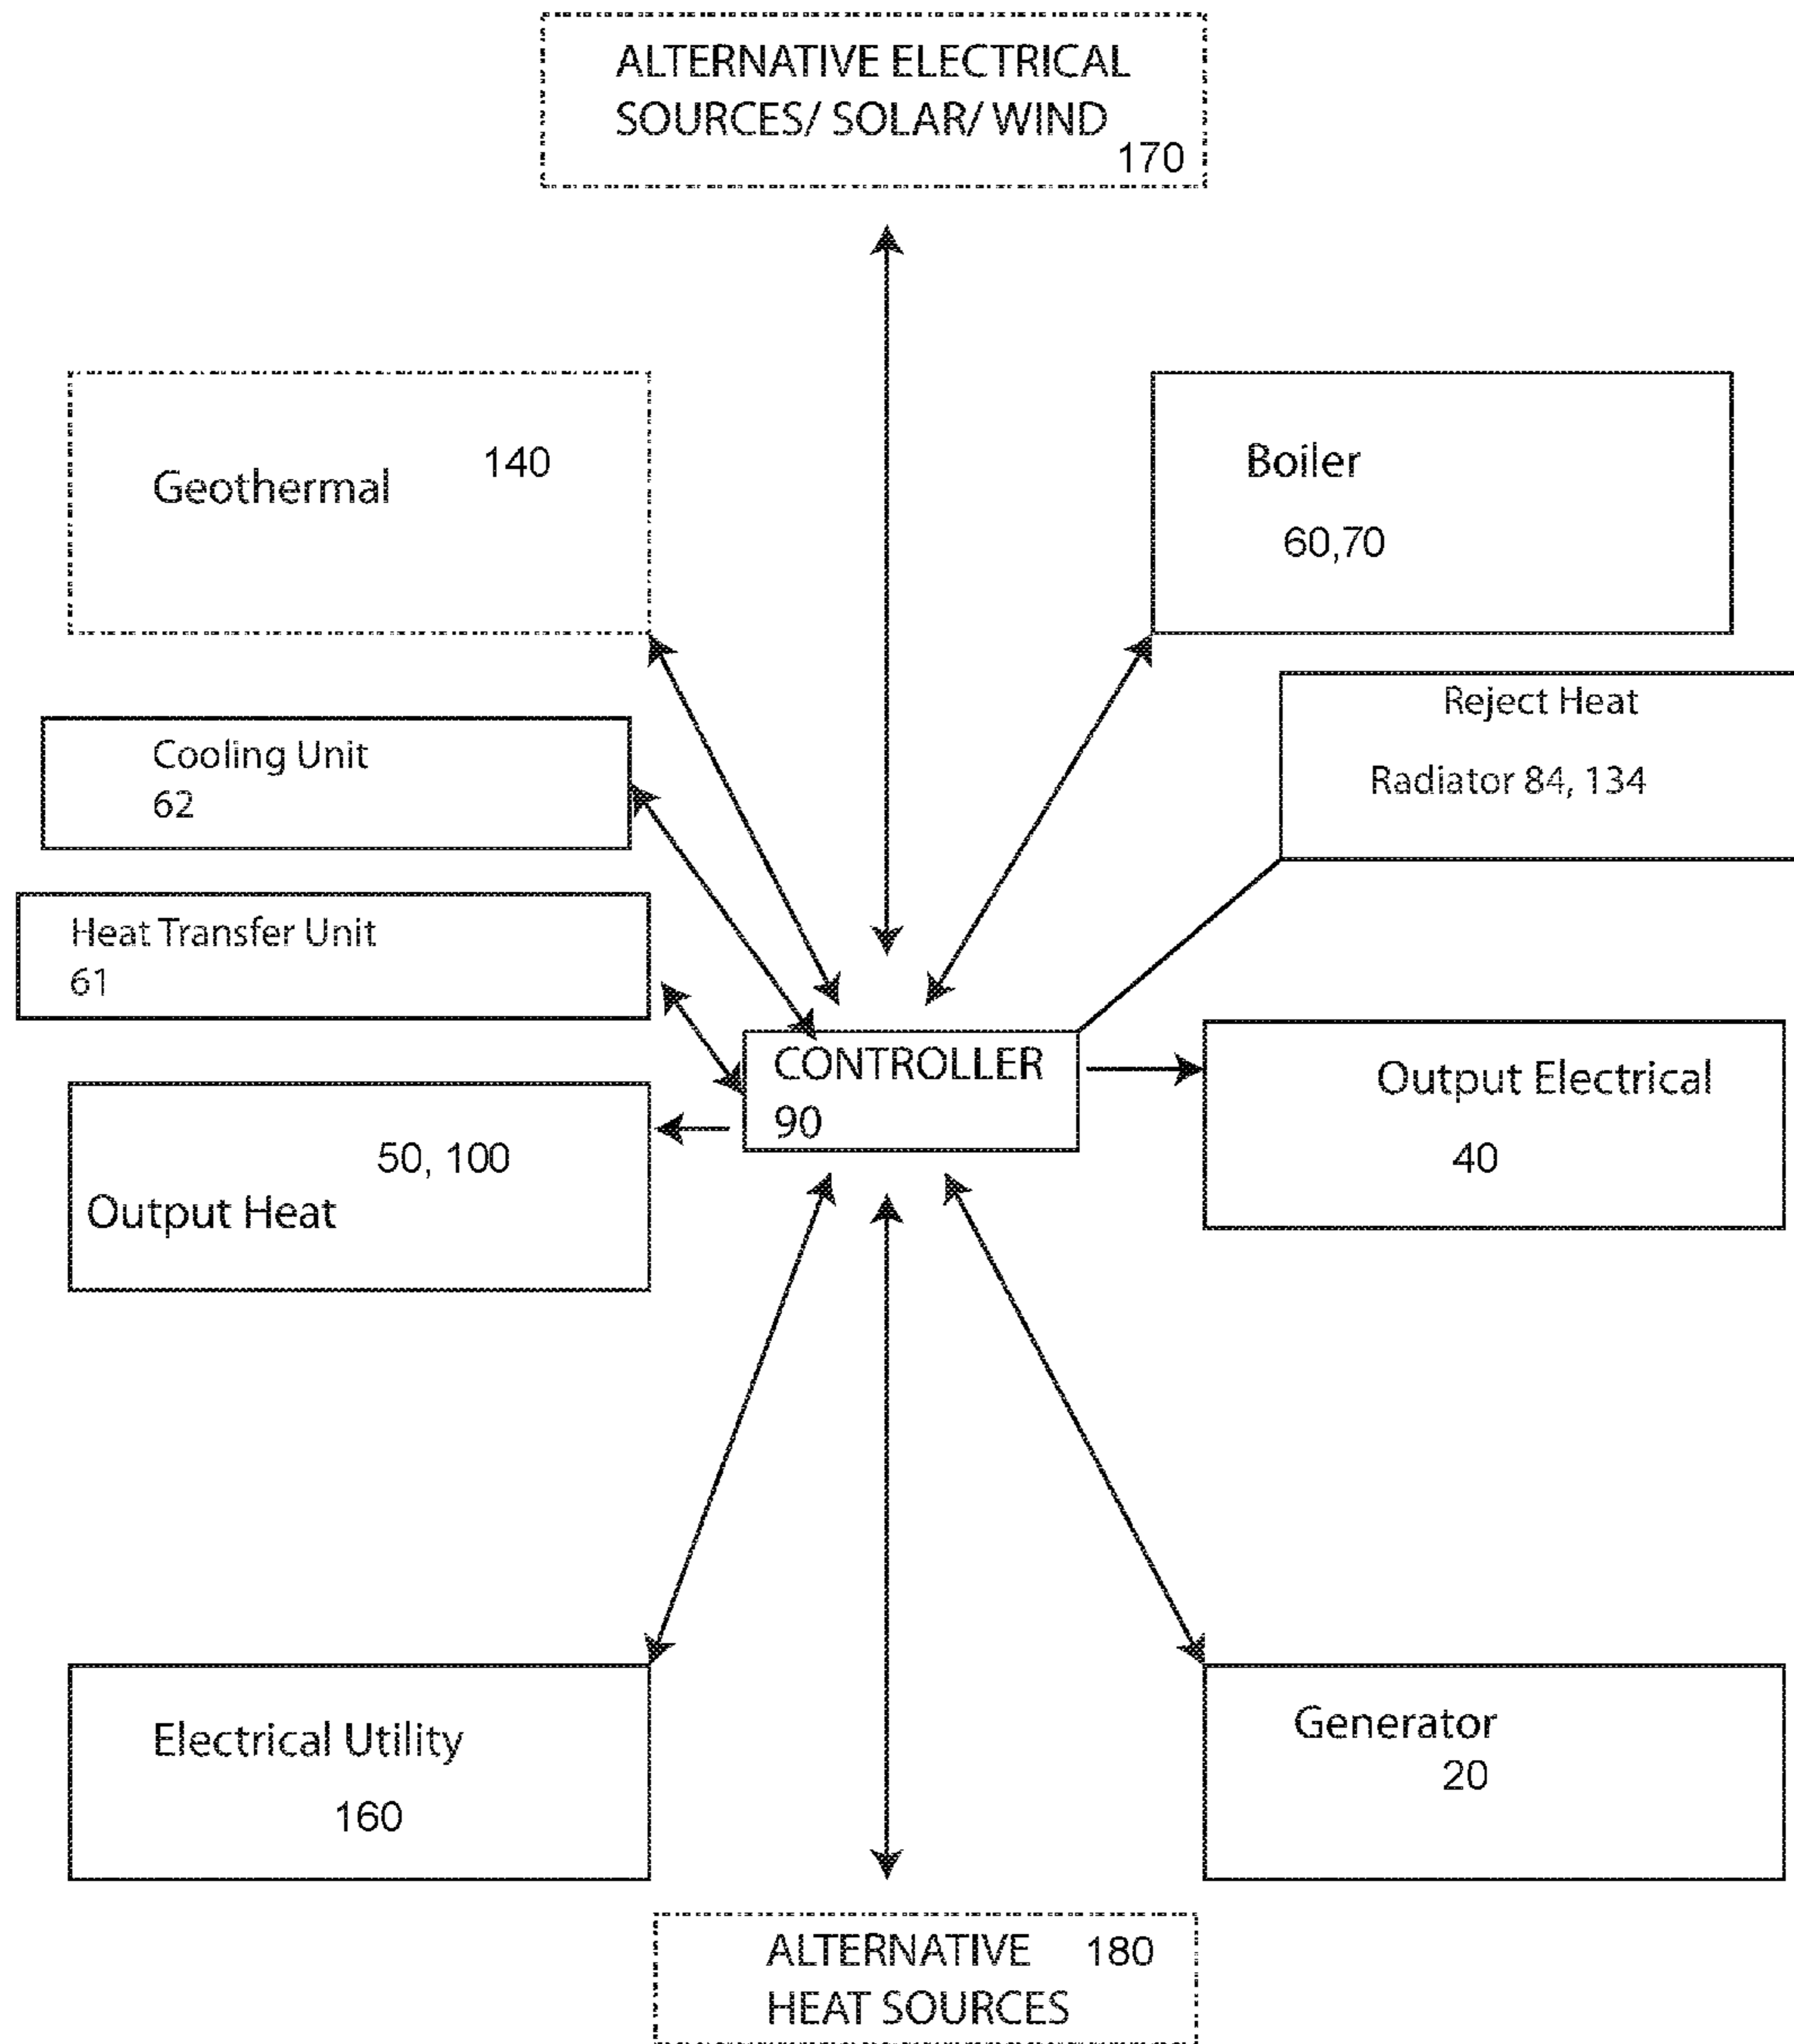 ALTERNATIVE ELECTRICAL
SOURCES/ SOLAR/ WIND
170
Geothermal 140
Boiler
60,70
Reject Heat
Radiator 84, 134
Cooling Unit
62
Heat Transfer Unit
61
CONTROLLER
90
Output Electrical
40
50, 100
Output Heat
Electrical Utility
160
Generator
20
ALTERNATIVE 180
HEAT SOURCES